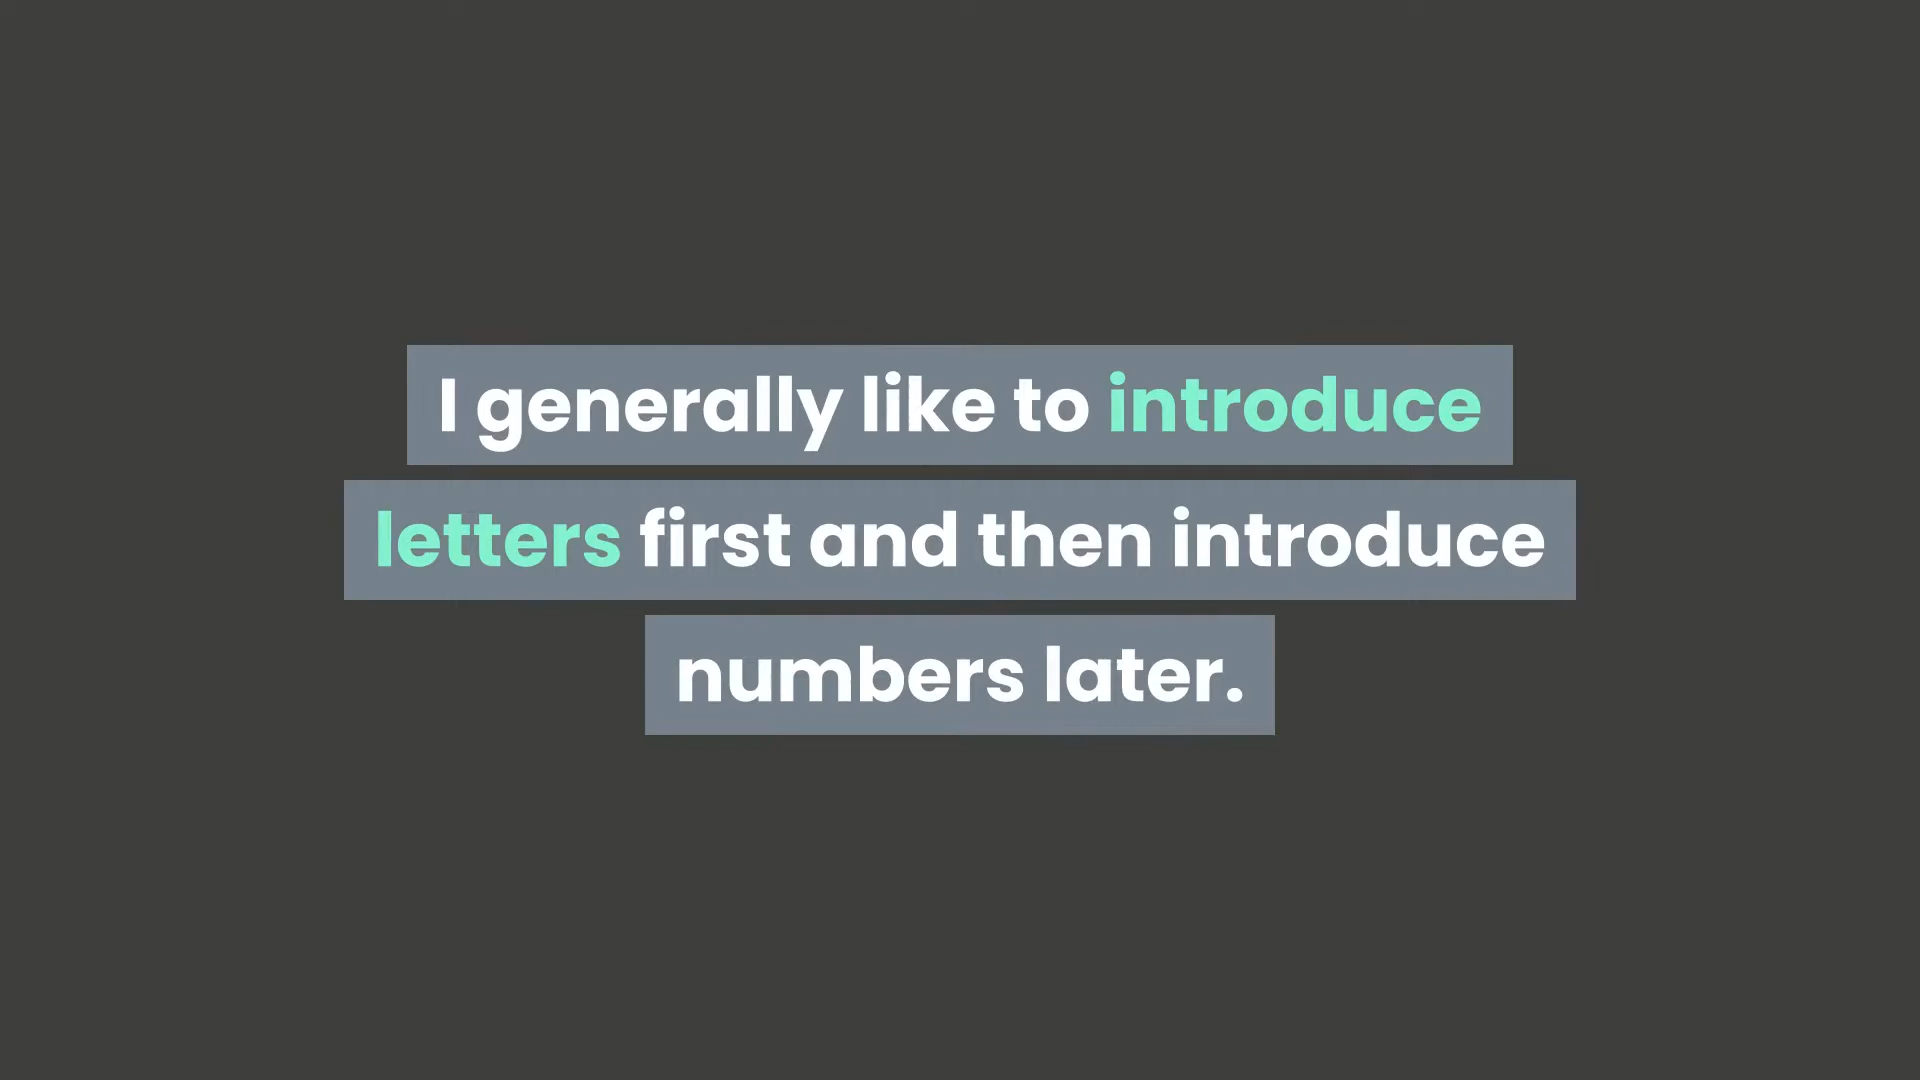 I generally like to introduce
letters first and then introduce
numbers later.